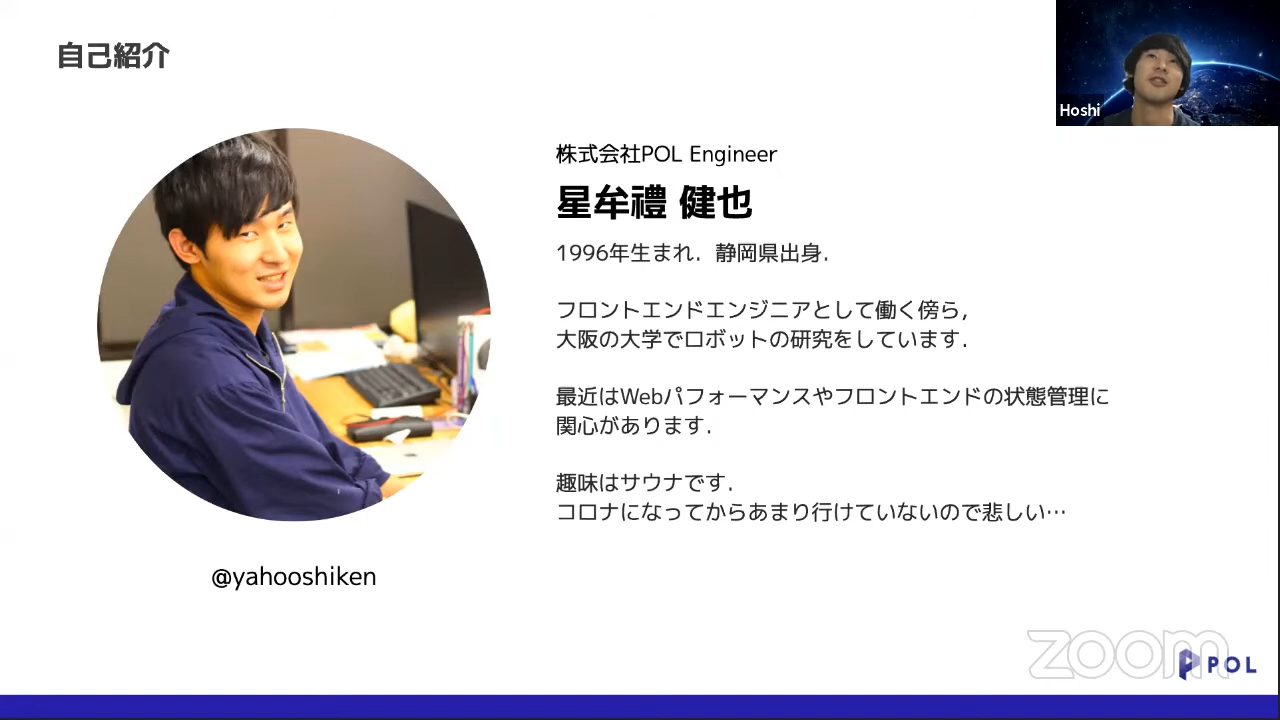 自己紹介
Hoshi
株式会社POL Engineer
星牟禮 健也
1996年生まれ．静岡県出身．
フロントエンドエンジニアとして働く傍ら，
大阪の大学でロボットの研究をしています．
最近はWebパフォーマンスやフロントエンドの状態管理に
関心があります．
趣味はサウナです．
コロナになってからあまり行けていないので悲しい…
@yahooshiken
zoom
POL